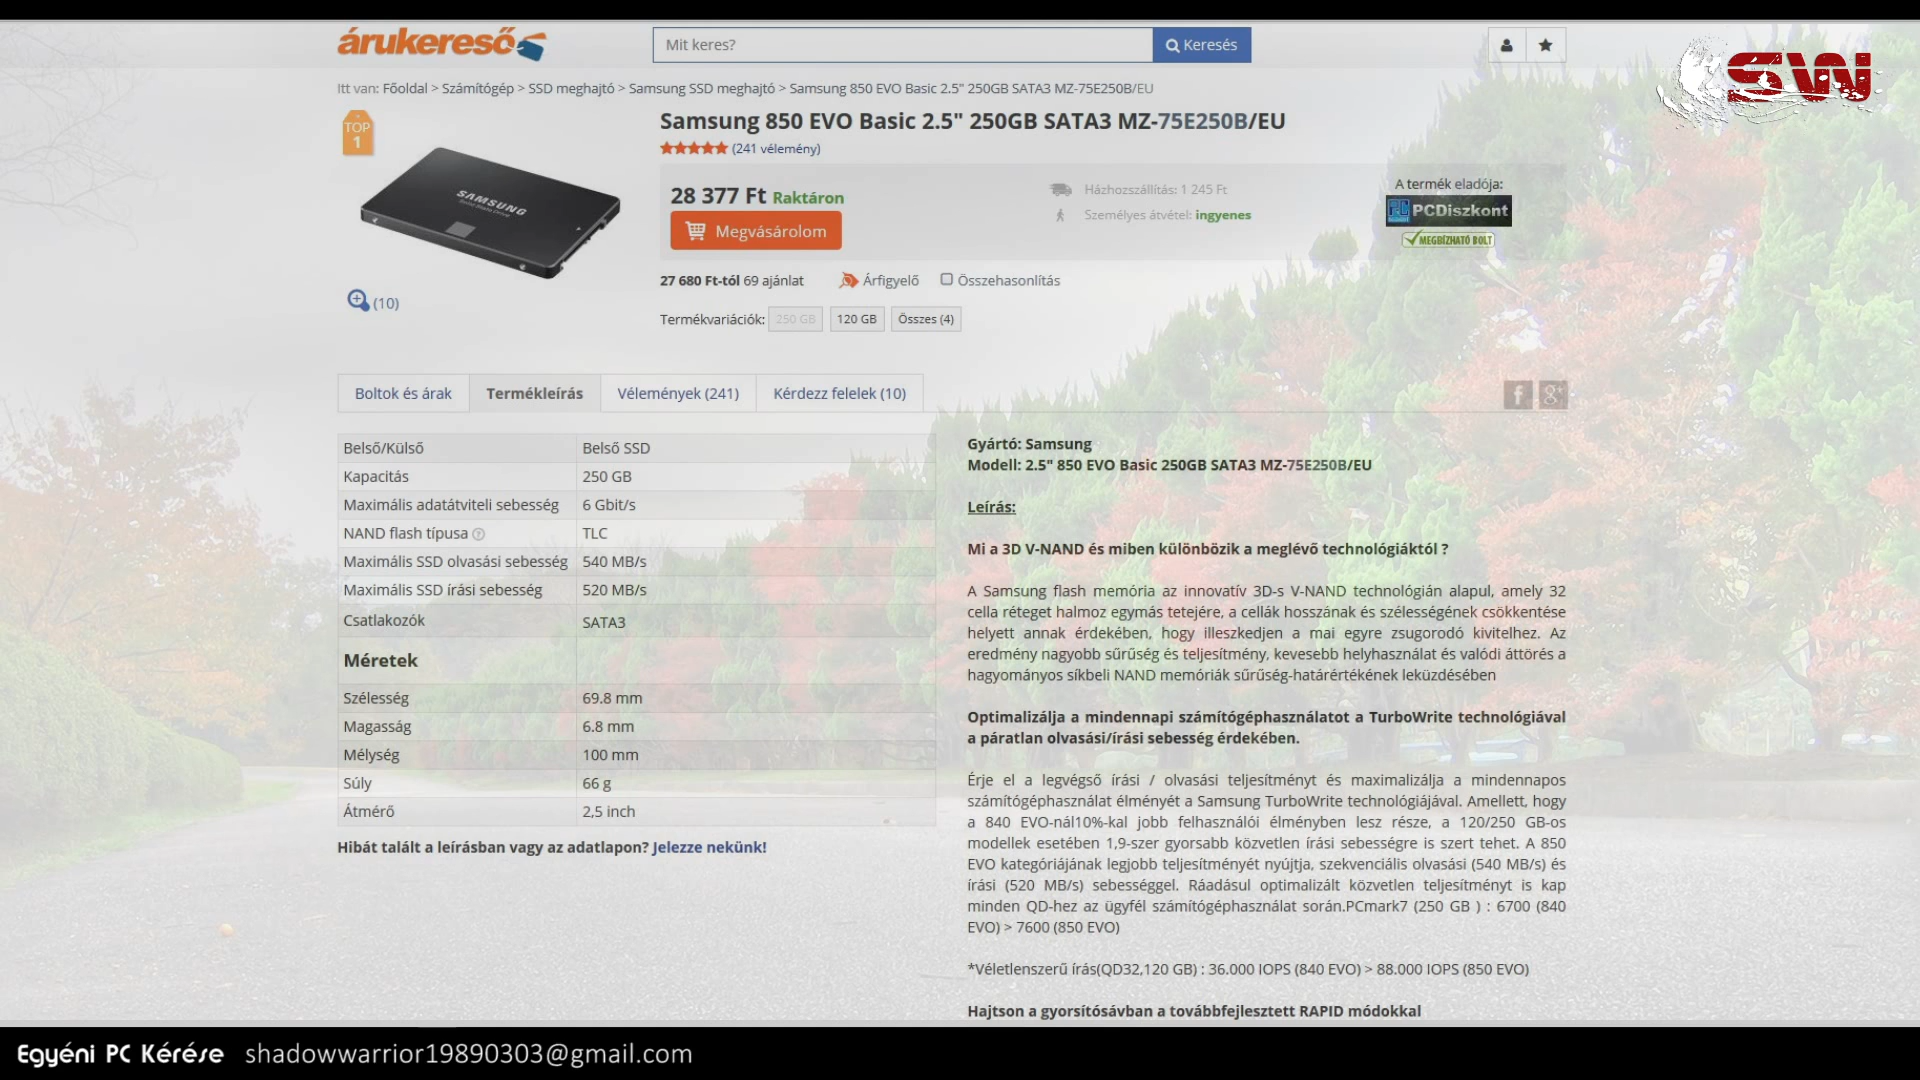 árukereső
Mit keres?
Keresés
SW
Itt van: Főoldal > Számítógép > SSD meghajtó > Samsung SSD meghajtó > Samsung 850 EVO Basic 2.5" 250GB SATA3 MZ-75E250B/EU
TOP
1
SAMSUNG
Solid State Drive
(10)
Samsung 850 EVO Basic 2.5" 250GB SATA3 MZ-75E250B/EU
(241 vélemény)
28 377 Ft Raktáron
Megvásárolom
Házhozszállítás: 1 245 Ft
Személyes átvétel: ingyenes
A termék eladója:
PCDiszkont
MEGBÍZHATÓ BOLT
27 680 Ft-tól 69 ajánlat
Árfigyelő
Összehasonlítás
Termékvariációk: 250 GB 120 GB Összes (4)
Boltok és árak
Termékleírás
Vélemények (241)
Kérdezz felelek (10)
f g+
Belső/Külső Belső SSD
Kapacitás 250 GB
Maximális adatátviteli sebesség 6 Gbit/s
NAND flash típusa ? TLC
Maximális SSD olvasási sebesség 540 MB/s
Maximális SSD írási sebesség 520 MB/s
Csatlakozók SATA3
Méretek
Szélesség 69.8 mm
Magasság 6.8 mm
Mélység 100 mm
Súly 66 g
Átmérő 2,5 inch
Hibát talált a leírásban vagy az adatlapon? Jelezze nekünk!
Gyártó: Samsung
Modell: 2.5" 850 EVO Basic 250GB SATA3 MZ-75E250B/EU
Leírás:
Mi a 3D V-NAND és miben különbözik a meglévő technológiáktól ?
A Samsung flash memória az innovatív 3D-s V-NAND technológián alapul, amely 32
cella réteget halmoz egymás tetejére, a cellák hosszának és szélességének csökkentése
helyett annak érdekében, hogy illeszkedjen a mai egyre zsugorodó kivitelhez. Az
eredmény nagyobb sűrűség és teljesítmény, kevesebb helyhasználat és valódi áttörés a
hagyományos síkbeli NAND memóriák sűrűség-határértékének leküzdésében
Optimalizálja a mindennapi számítógéphasználatot a TurboWrite technológiával
a páratlan olvasási/írási sebesség érdekében.
Érje el a legvégső írási / olvasási teljesítményt és maximalizálja a mindennapos
számítógéphasználat élményét a Samsung TurboWrite technológiájával. Amellett, hogy
a 840 EVO-nál10%-kal jobb felhasználói élményben lesz része, a 120/250 GB-os
modellek esetében 1,9-szer gyorsabb közvetlen írási sebességre is szert tehet. A 850
EVO kategóriájának legjobb teljesítményét nyújtja, szekvenciális olvasási (540 MB/s) és
írási (520 MB/s) sebességgel. Ráadásul optimalizált közvetlen teljesítményt is kap
minden QD-hez az ügyfél számítógéphasználat során.PCmark7 (250 GB ) : 6700 (840
EVO) > 7600 (850 EVO)
*Véletlenszerű írás(QD32,120 GB) : 36.000 IOPS (840 EVO) > 88.000 IOPS (850 EVO)
Hajtson a gyorsítósávban a továbbfejlesztett RAPID módokkal
Egyéni PC Kérése shadowwarrior19890303@gmail.com